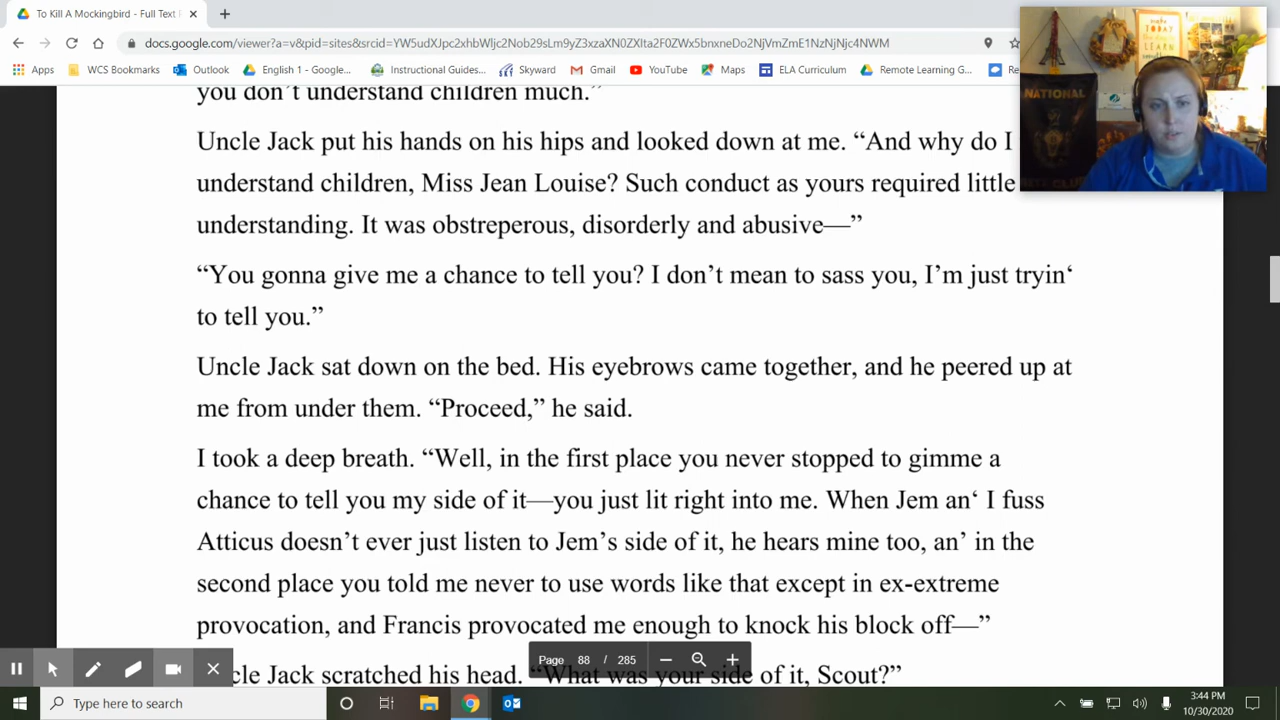 To Kill A Mockingbird - Full Text
docs.google.com/viewer?a=v&pid=sites&srcid=YW5udXJpc2xhbWljc2Nob29sLm9yZ3xzaXN0ZXIta2F0ZWx5bnxneDo2NjVmZmE1NzNjNjc4NWM
Apps
WCS Bookmarks
Outlook
English 1 - Google...
Instructional Guides...
Skyward
Gmail
YouTube
Maps
ELA Curriculum
Remote Learning G...
Re
make
TODAY
LEARN
NATIONAL
you don’t understand children much.”
Uncle Jack put his hands on his hips and looked down at me. “And why do I
understand children, Miss Jean Louise? Such conduct as yours required little
understanding. It was obstreperous, disorderly and abusive—”
“You gonna give me a chance to tell you? I don’t mean to sass you, I’m just tryin‘
to tell you.”
Uncle Jack sat down on the bed. His eyebrows came together, and he peered up at
me from under them. “Proceed,” he said.
I took a deep breath. “Well, in the first place you never stopped to gimme a
chance to tell you my side of it—you just lit right into me. When Jem an‘ I fuss
Atticus doesn’t ever just listen to Jem’s side of it, he hears mine too, an’ in the
second place you told me never to use words like that except in ex-extreme
provocation, and Francis provocated me enough to knock his block off—”
cle Jack scratched his head. “What was your side of it, Scout?”
Page 88 / 285
Type here to search
3:44 PM
10/30/2020